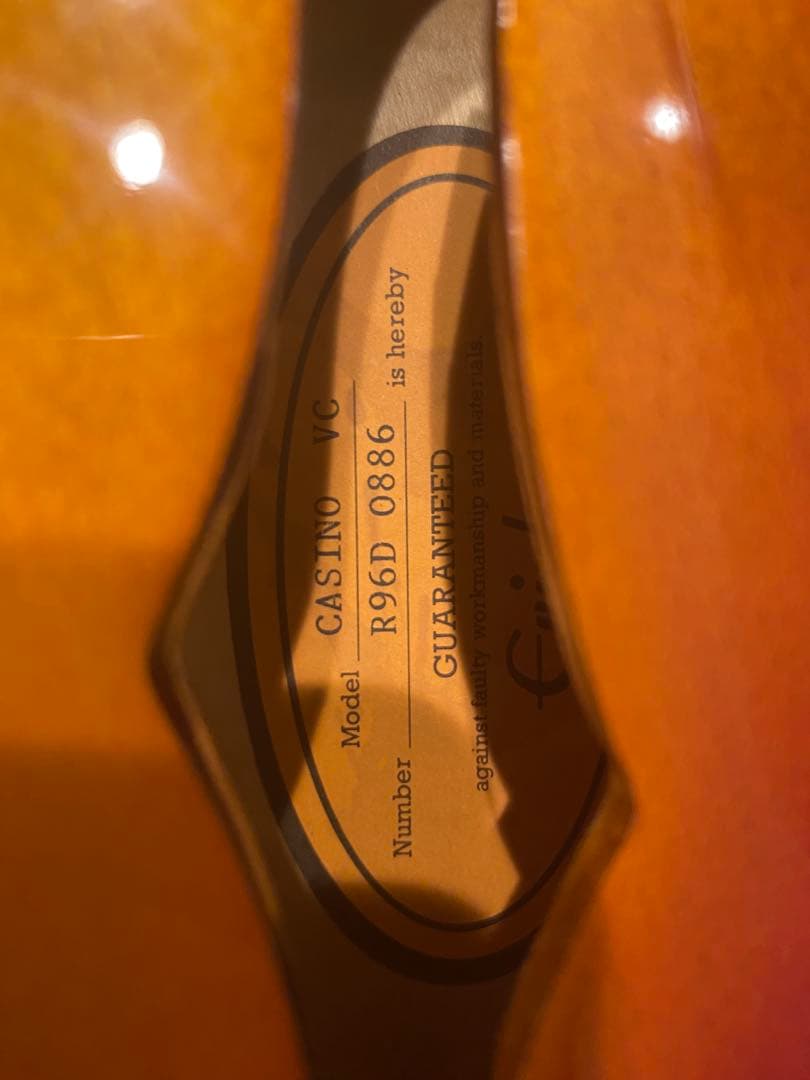 Model CASINO VC
Number R96D 0886 is hereby
GUARANTEED
against faulty workmanship and materials.